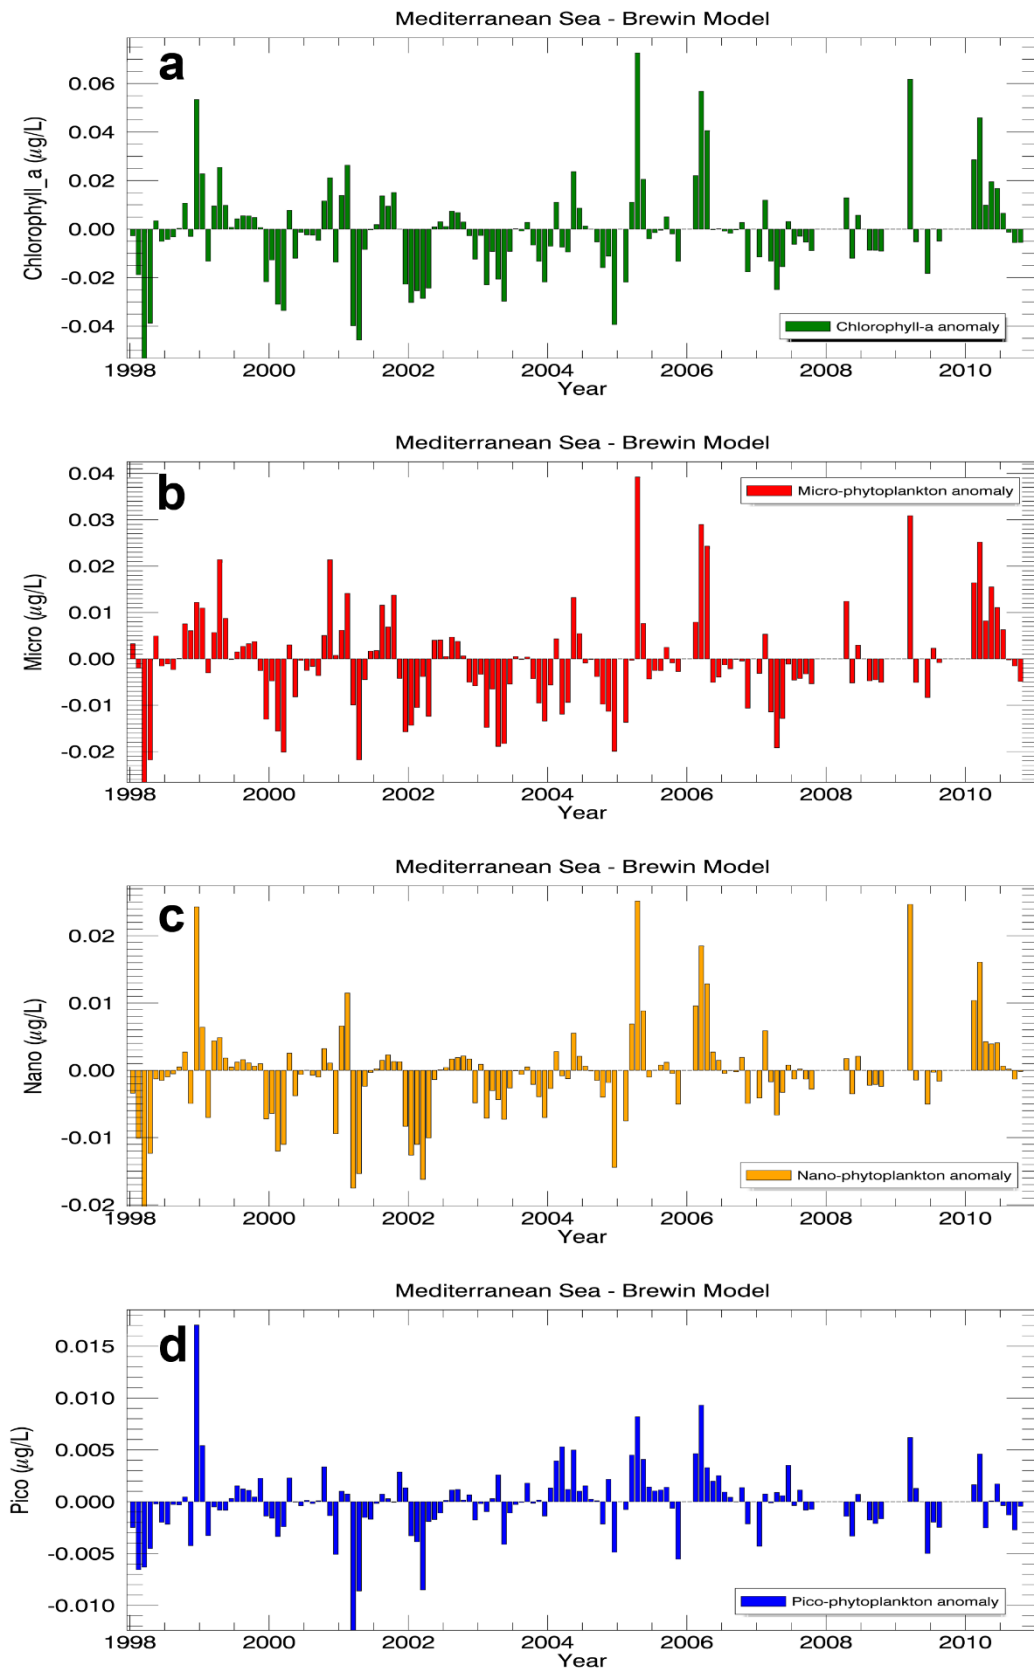 Mediterranean Sea - Brewin Model
a
Chlorophyll_a (µg/L)
0.06
0.04
0.02
0.00
-0.02
-0.04
Chlorophyll-a anomaly
1998 2000 2002 2004 2006 2008 2010
Year
Mediterranean Sea - Brewin Model
b
Micro (µg/L)
0.04
0.03
0.02
0.01
0.00
-0.01
-0.02
Micro-phytoplankton anomaly
1998 2000 2002 2004 2006 2008 2010
Year
Mediterranean Sea - Brewin Model
c
Nano (µg/L)
0.02
0.01
0.00
-0.01
-0.02
Nano-phytoplankton anomaly
1998 2000 2002 2004 2006 2008 2010
Year
Mediterranean Sea - Brewin Model
d
Pico (µg/L)
0.015
0.010
0.005
0.000
-0.005
-0.010
Pico-phytoplankton anomaly
1998 2000 2002 2004 2006 2008 2010
Year